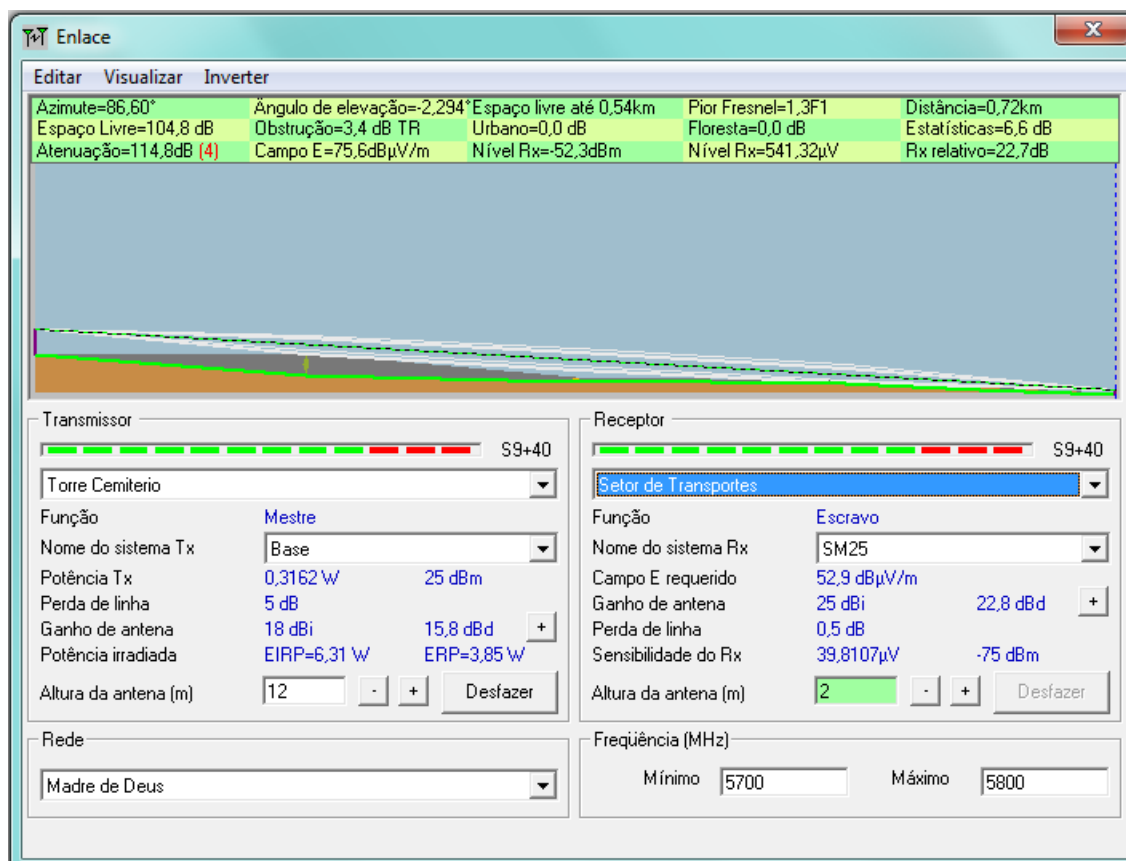 Enlace
Editar Visualizar Inverter
Azimute=86,60° Ângulo de elevação=-2,294° Espaço livre até 0,54km Pior Fresnel=1,3F1 Distância=0,72km
Espaço Livre=104,8 dB Obstrução=3,4 dB TR Urbano=0,0 dB Floresta=0,0 dB Estatísticas=6,6 dB
Atenuação=114,8dB (4) Campo E=75,6dBµV/m Nível Rx=-52,3dBm Nível Rx=541,32µV Rx relativo=22,7dB
Transmissor
S9+40
Torre Cemiterio
Função Mestre
Nome do sistema Tx Base
Potência Tx 0,3162 W 25 dBm
Perda de linha 5 dB
Ganho de antena 18 dBi 15,8 dBd +
Potência irradiada EIRP=6,31 W ERP=3,85 W
Altura da antena (m) 12 - + Desfazer
Receptor
S9+40
Setor de Transportes
Função Escravo
Nome do sistema Rx SM25
Campo E requerido 52,9 dBµV/m
Ganho de antena 25 dBi 22,8 dBd +
Perda de linha 0,5 dB
Sensibilidade do Rx 39,8107µV -75 dBm
Altura da antena (m) 2 - + Desfazer
Rede
Madre de Deus
Freqüência (MHz)
Mínimo 5700 Máximo 5800